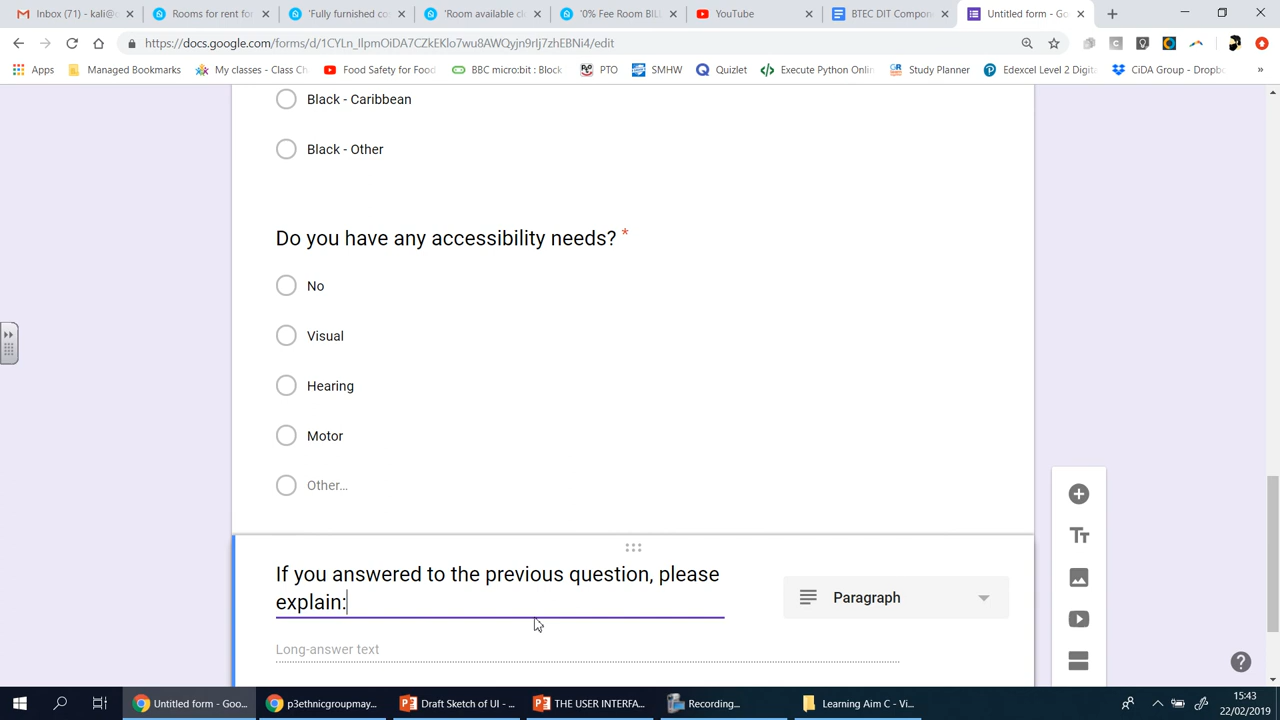 Inbox (71) - kali@c
Rooms for rent fo
'Fully furnished co
'Room available cl
'0% Fee Room BILL
YouTube
BTEC DIT Compon
Untitled form - Goo
https://docs.google.com/forms/d/1CYLn_IlpmOiDA7CZkEKlo7wu8AWQyjn9rIj7zhEBNi4/edit
Apps
Managed Bookmarks
My classes - Class Ch
Food Safety for Food
BBC micro:bit : Block
PTO
SMHW
Quizlet
Execute Python Onlin
Study Planner
Edexcel Level 2 Digit
CiDA Group - Dropbo
»
Black - Caribbean
Black - Other
Do you have any accessibility needs? *
No
Visual
Hearing
Motor
Other...
If you answered to the previous question, please
explain:
Paragraph
Long-answer text
Untitled form - Goo...
p3ethnicgroupmay...
Draft Sketch of UI - ...
THE USER INTERFA...
Recording...
Learning Aim C - Vi...
15:43
22/02/2019